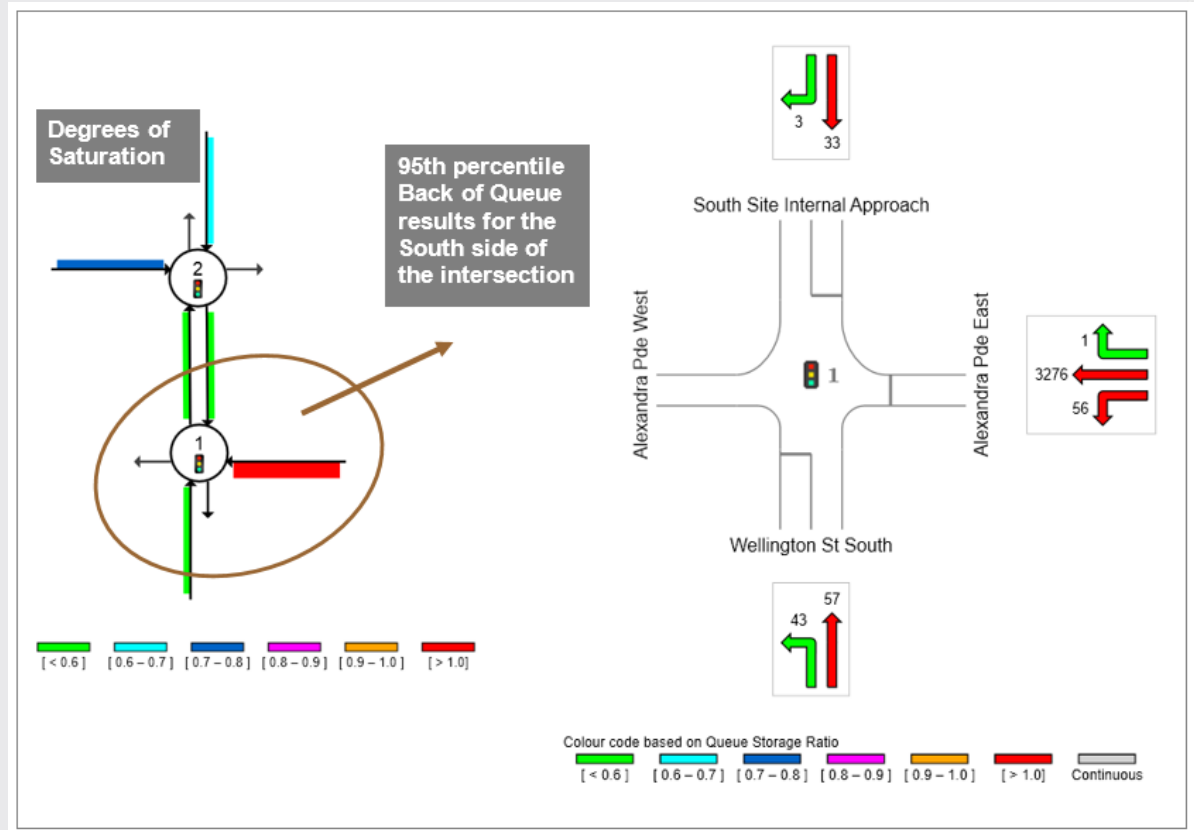 Degrees of
Saturation
2
1
[ < 0.6 ] [ 0.6 – 0.7 ] [ 0.7 – 0.8 ] [ 0.8 – 0.9 ] [ 0.9 – 1.0 ] [ > 1.0]
95th percentile
Back of Queue
results for the
South side of
the intersection
3
33
South Site Internal Approach
Alexandra Pde West
1
Alexandra Pde East
1
3276
56
Wellington St South
43
57
Colour code based on Queue Storage Ratio
[ < 0.6 ] [ 0.6 – 0.7 ] [ 0.7 – 0.8 ] [ 0.8 – 0.9 ] [ 0.9 – 1.0 ] [ > 1.0] Continuous